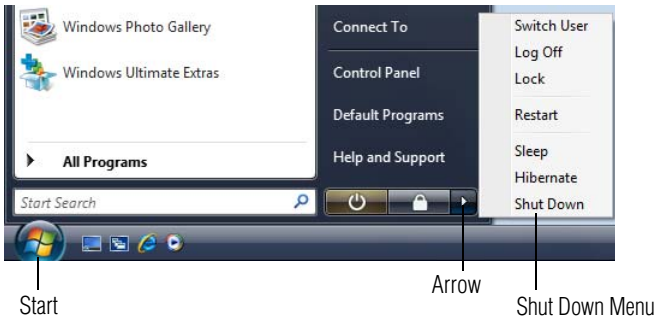 Windows Photo Gallery
Windows Ultimate Extras
All Programs
Start Search
Connect To
Control Panel
Default Programs
Help and Support
Switch User
Log Off
Lock
Restart
Sleep
Hibernate
Shut Down
Start
Arrow
Shut Down Menu